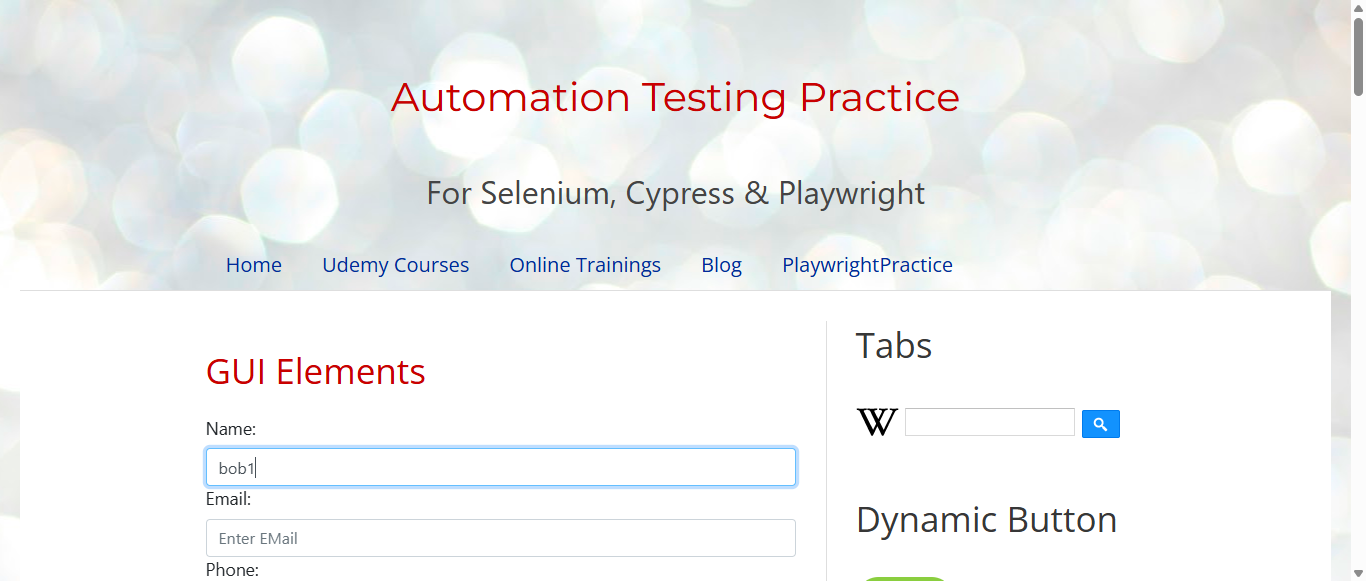 Automation Testing Practice
For Selenium, Cypress & Playwright
Home Udemy Courses Online Trainings Blog PlaywrightPractice
GUI Elements
Name:
bob1
Email:
Enter EMail
Phone:
Tabs
W
Dynamic Button